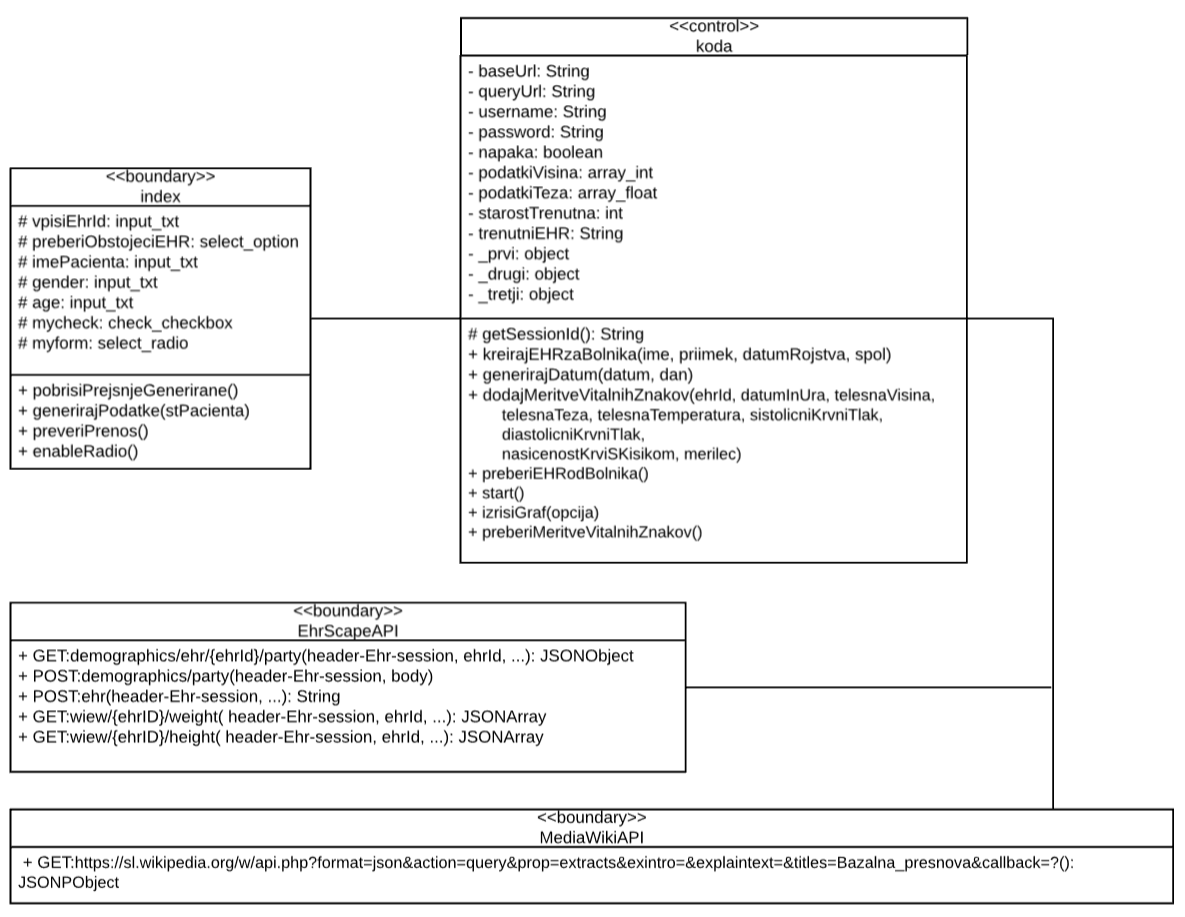 <<control>>
koda
- baseUrl: String
- queryUrl: String
- username: String
- password: String
- napaka: boolean
- podatkiVisina: array_int
- podatkiTeza: array_float
- starostTrenutna: int
- trenutniEHR: String
- _prvi: object
- _drugi: object
- _tretji: object
# getSessionId(): String
+ kreirajEHRzaBolnika(ime, priimek, datumRojstva, spol)
+ generirajDatum(datum, dan)
+ dodajMeritveVitalnihZnakov(ehrId, datumInUra, telesnaVisina,
telesnaTeza, telesnaTemperatura, sistolicniKrvniTlak,
diastolicniKrvniTlak,
nasicenostKrviSKisikom, merilec)
+ preberiEHRodBolnika()
+ start()
+ izrisiGraf(opcija)
+ preberiMeritveVitalnihZnakov()
<<boundary>>
index
# vpisiEhrId: input_txt
# preberiObstojeciEHR: select_option
# imePacienta: input_txt
# gender: input_txt
# age: input_txt
# mycheck: check_checkbox
# myform: select_radio
+ pobrisiPrejsnjeGenerirane()
+ generirajPodatke(stPacienta)
+ preveriPrenos()
+ enableRadio()
<<boundary>>
EhrScapeAPI
+ GET:demographics/ehr/{ehrId}/party(header-Ehr-session, ehrId, ...): JSONObject
+ POST:demographics/party(header-Ehr-session, body)
+ POST:ehr(header-Ehr-session, ...): String
+ GET:wiew/{ehrID}/weight( header-Ehr-session, ehrId, ...): JSONArray
+ GET:wiew/{ehrID}/height( header-Ehr-session, ehrId, ...): JSONArray
<<boundary>>
MediaWikiAPI
+ GET:https://sl.wikipedia.org/w/api.php?format=json&action=query&prop=extracts&exintro=&explaintext=&titles=Bazalna_presnova&callback=?():
JSONPObject